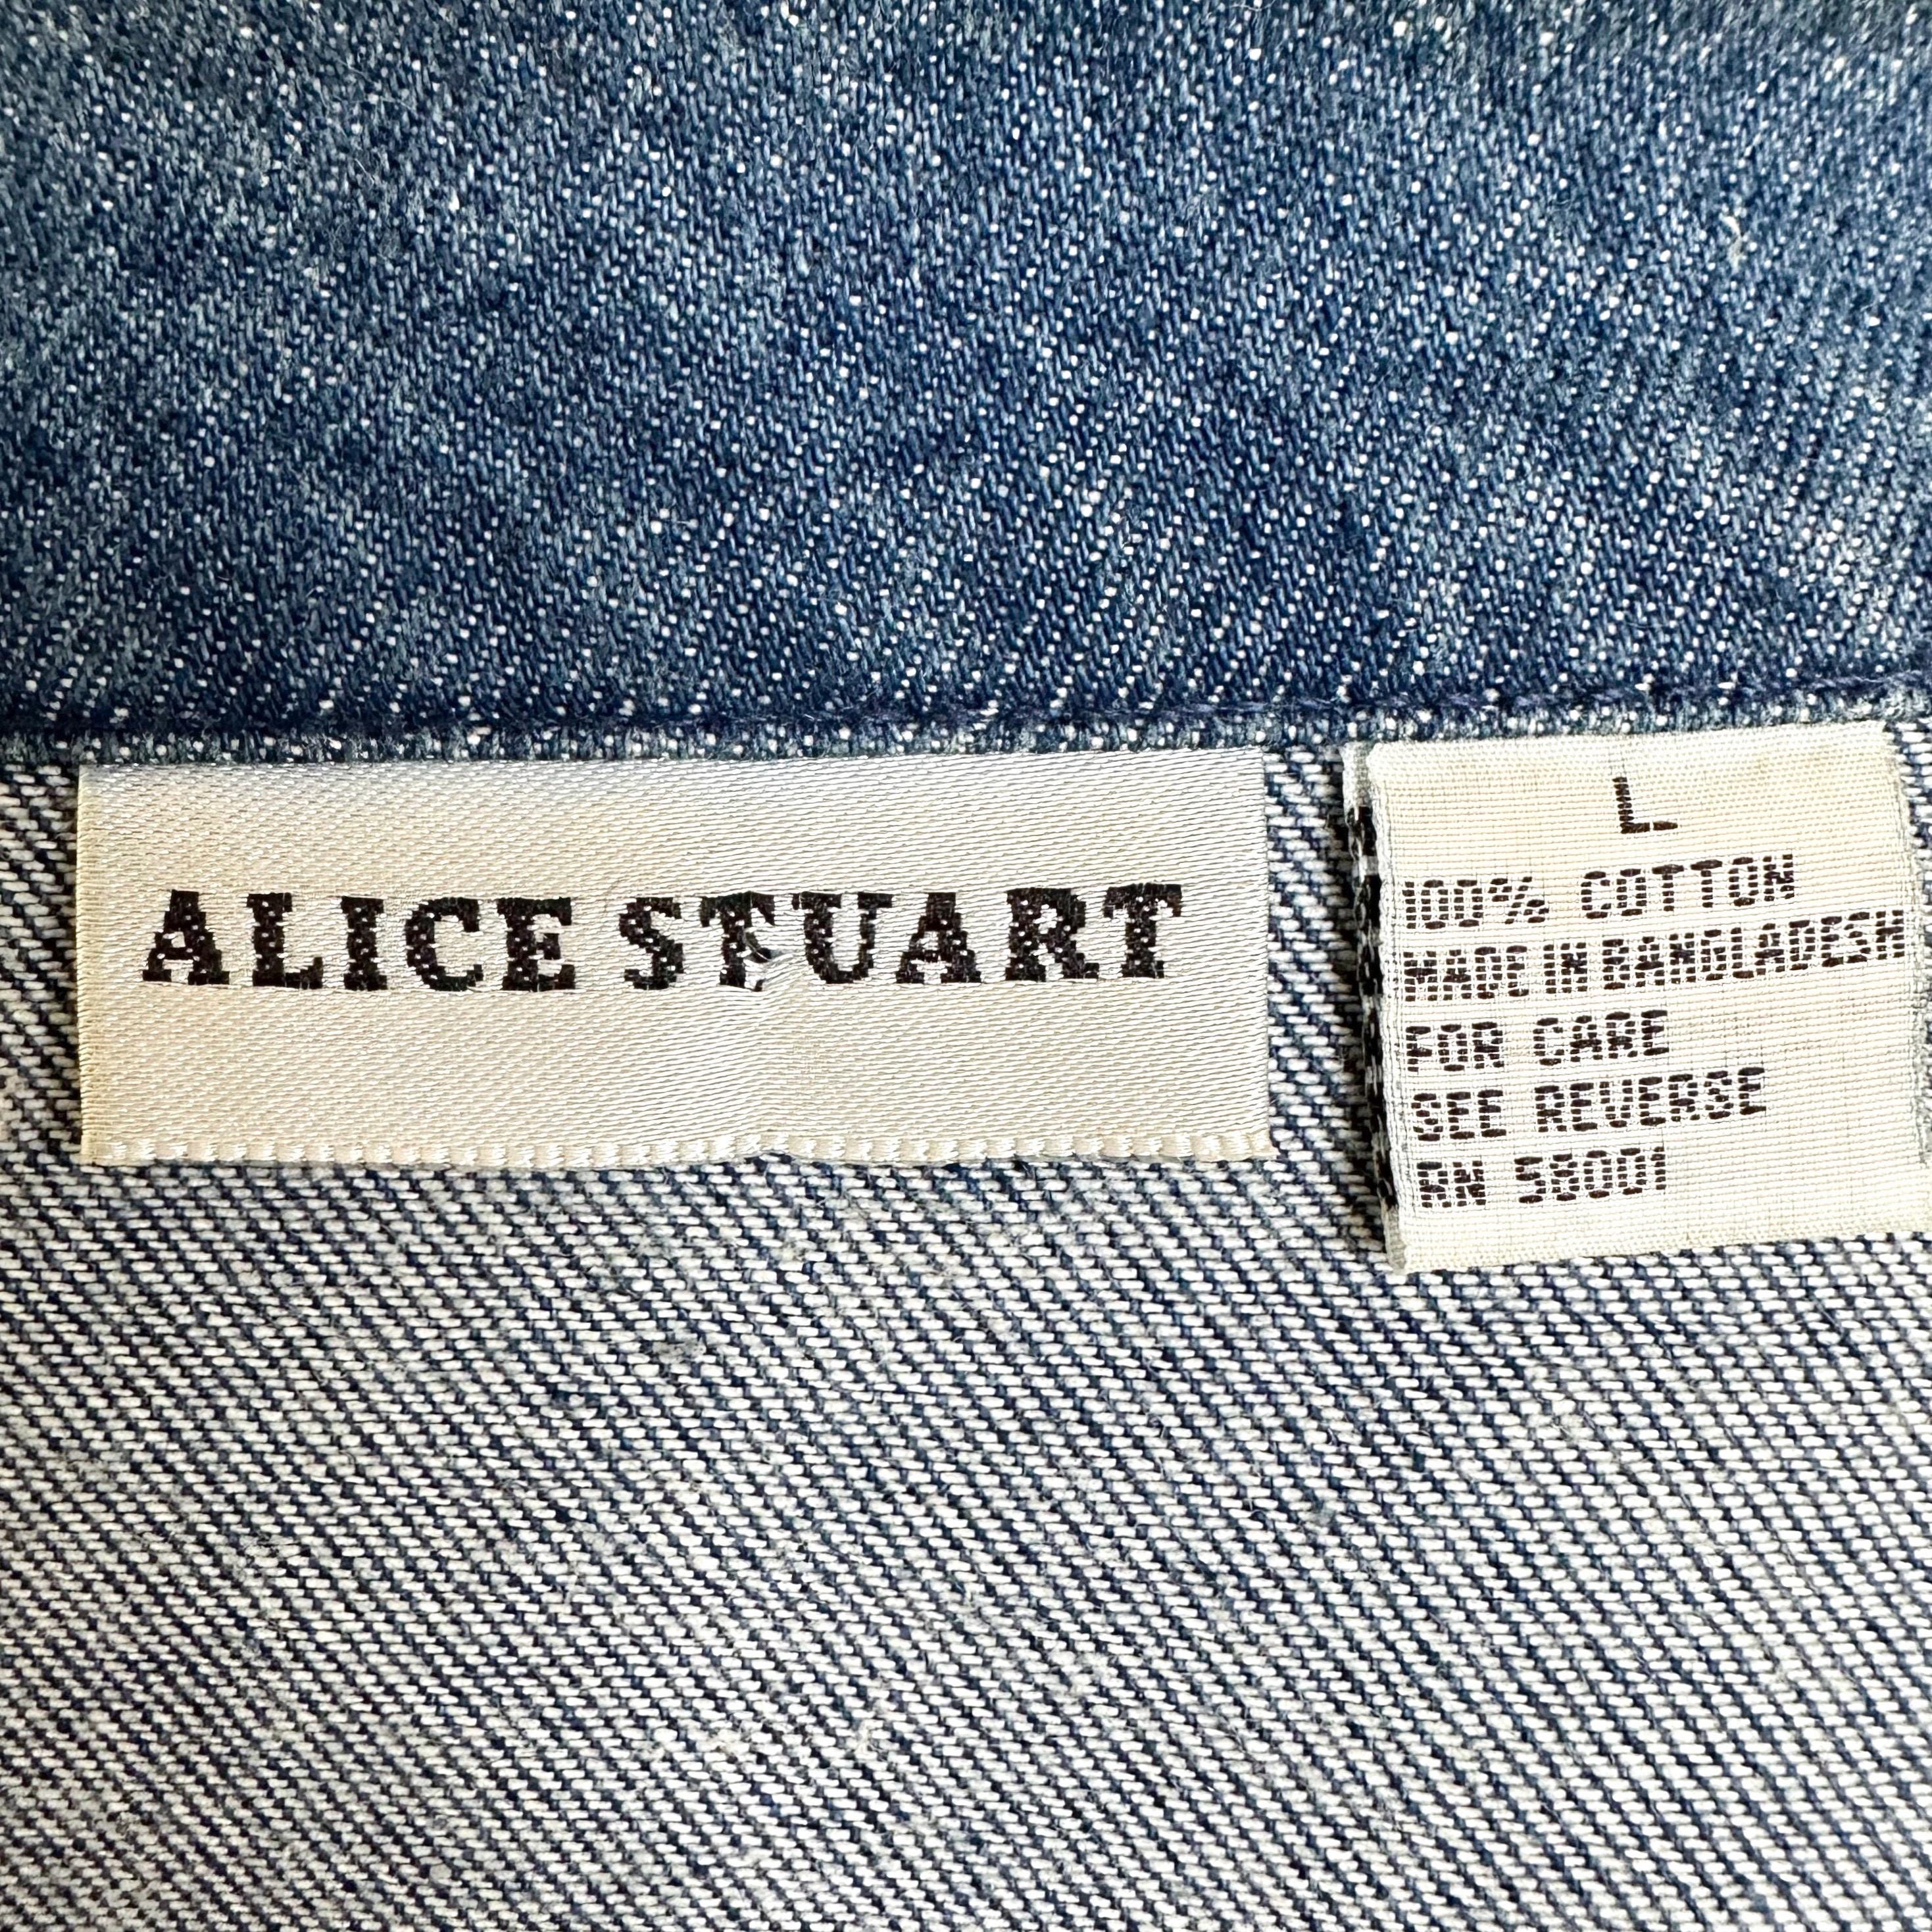 ALICE STUART
L
100% COTTON
MADE IN BANGLADESH
FOR CARE
SEE REVERSE
RN 58001